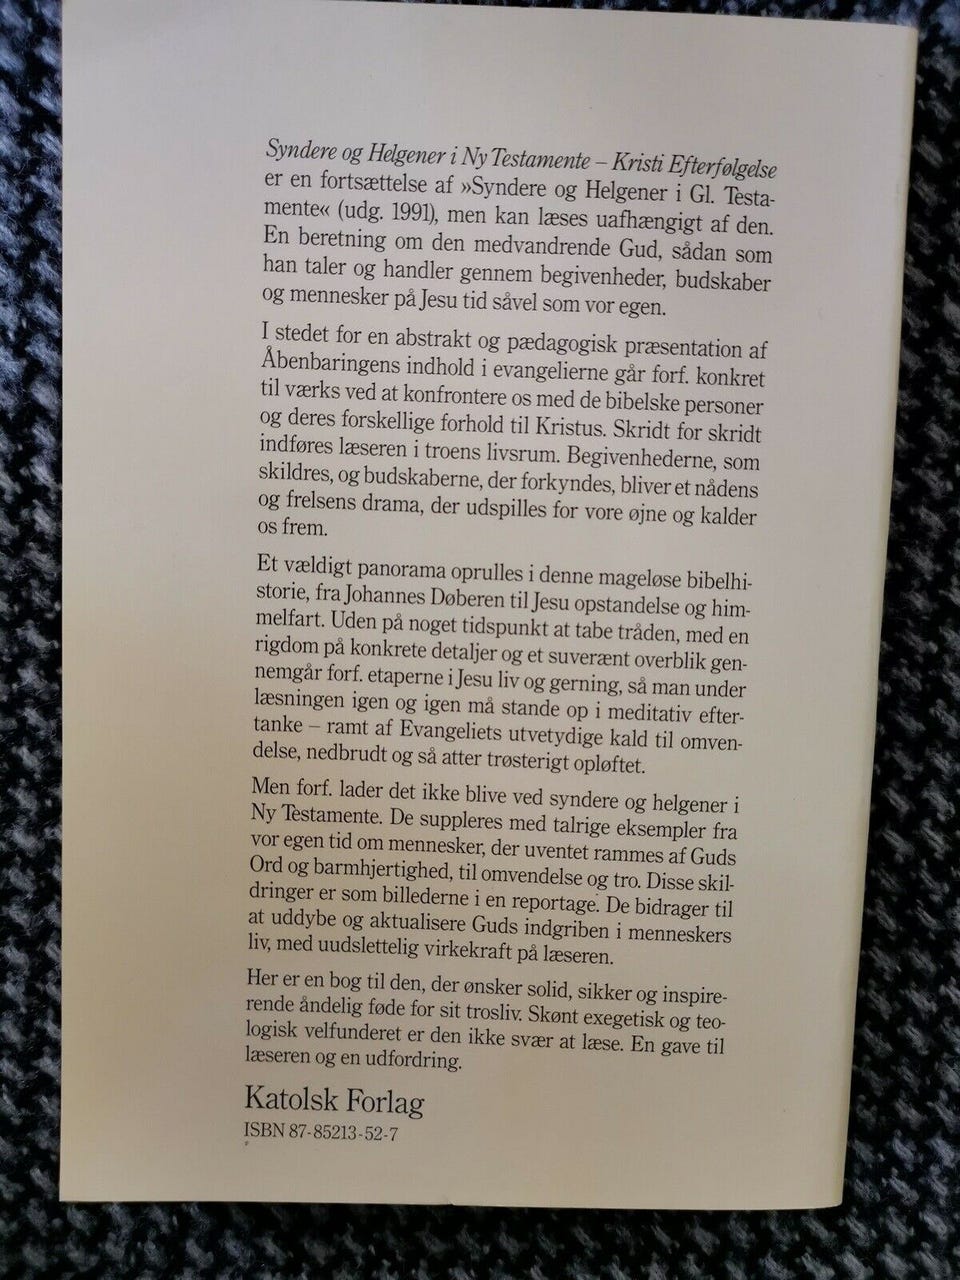 Syndere og Helgener i Ny Testamente – Kristi Efterfølgelse
er en fortsættelse af »Syndere og Helgener i Gl. Testa-
mente« (udg. 1991), men kan læses uafhængigt af den.
En beretning om den medvandrende Gud, sådan som
han taler og handler gennem begivenheder, budskaber
og mennesker på Jesu tid såvel som vor egen.
I stedet for en abstrakt og pædagogisk præsentation af
Åbenbaringens indhold i evangelierne går forf. konkret
til værks ved at konfrontere os med de bibelske personer
og deres forskellige forhold til Kristus. Skridt for skridt
indføres læseren i troens livsrum. Begivenhederne, som
skildres, og budskaberne, der forkyndes, bliver et nådens
og frelsens drama, der udspilles for vore øjne og kalder
os frem.
Et vældigt panorama oprulles i denne mageløse bibelhi-
storie, fra Johannes Døberen til Jesu opstandelse og him-
melfart. Uden på noget tidspunkt at tabe tråden, med en
rigdom på konkrete detaljer og et suverænt overblik gen-
nemgår forf. etaperne i Jesu liv og gerning, så man under
læsningen igen og igen må stande op i meditativ efter-
tanke – ramt af Evangeliets utvetydige kald til omven-
delse, nedbrudt og så atter trøsterigt opløftet.
Men forf. lader det ikke blive ved syndere og helgener i
Ny Testamente. De suppleres med talrige eksempler fra
vor egen tid om mennesker, der uventet rammes af Guds
Ord og barmhjertighed, til omvendelse og tro. Disse skil-
dringer er som billederne i en reportage. De bidrager til
at uddybe og aktualisere Guds indgriben i menneskers
liv, med uudslettelig virkekraft på læseren.
Her er en bog til den, der ønsker solid, sikker og inspire-
rende åndelig føde for sit trosliv. Skønt exegetisk og teo-
logisk velfunderet er den ikke svær at læse. En gave til
læseren og en udfordring.
Katolsk Forlag
ISBN 87-85213-52-7